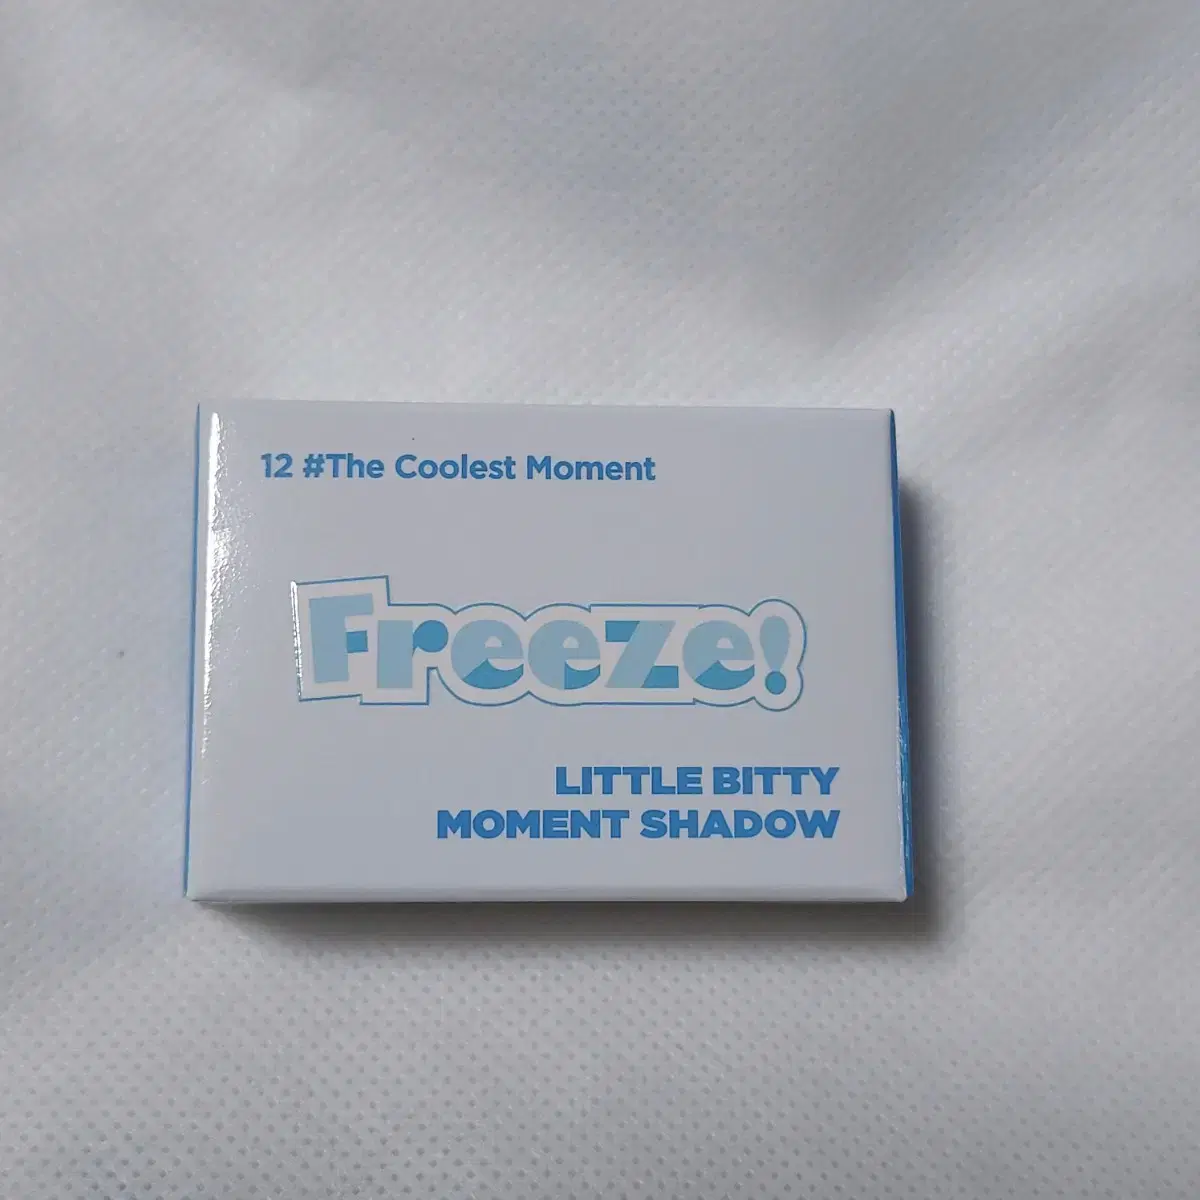 12 #The Coolest Moment
Freeze!
LITTLE BITTY
MOMENT SHADOW